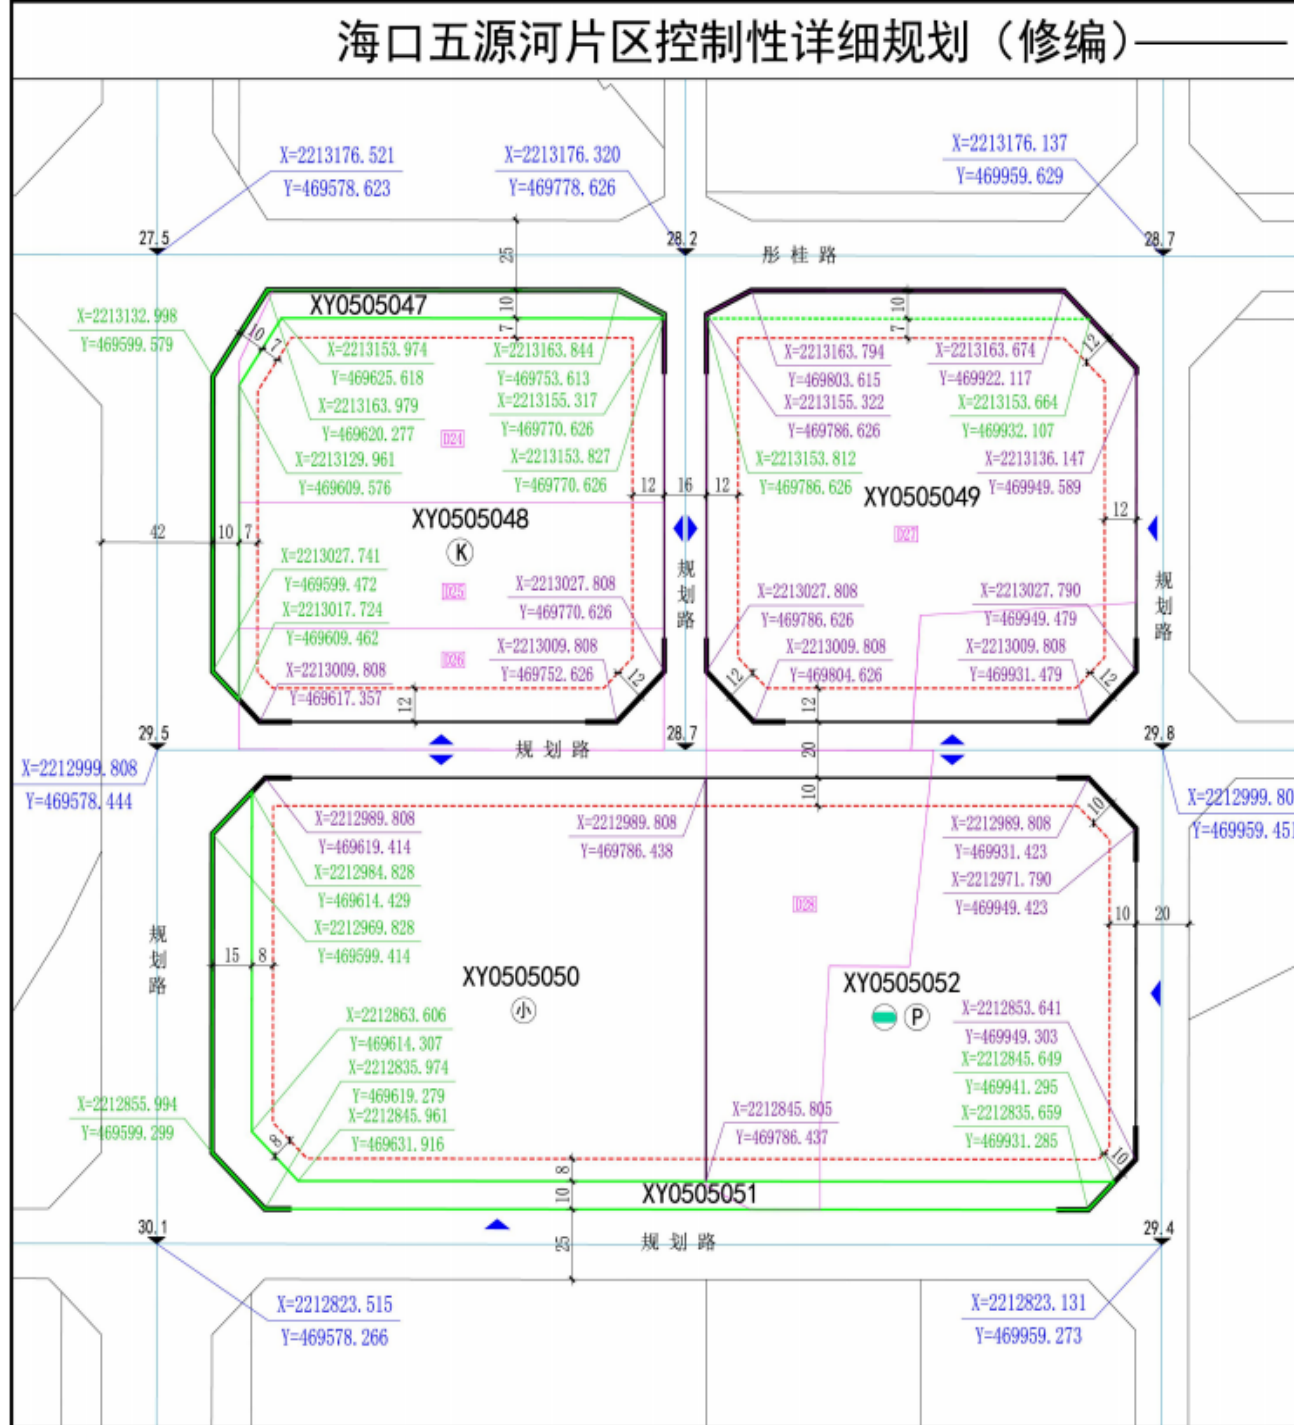 海口五源河片区控制性详细规划（修编）
X=2213176.521
Y=469578.623
X=2213176.320
Y=469778.626
X=2213176.137
Y=469959.629
27.5
28.2
28.7
25
彤桂路
XY0505047
10
10
X=2213132.998
Y=469599.579
10
7
7
7
12
X=2213153.974
Y=469625.618
X=2213163.844
Y=469753.613
X=2213163.794
Y=469803.615
X=2213163.674
Y=469922.117
X=2213163.979
Y=469620.277
X=2213155.317
Y=469770.626
X=2213155.322
Y=469786.626
X=2213153.664
Y=469932.107
D24
X=2213129.961
Y=469609.576
X=2213153.827
Y=469770.626
X=2213153.812
Y=469786.626
X=2213136.147
Y=469949.589
12
16
12
XY0505049
12
XY0505048
K
D27
42
10
7
规划路
规划路
X=2213027.741
Y=469599.472
D25
X=2213027.808
Y=469770.626
X=2213027.808
Y=469786.626
X=2213027.790
Y=469949.479
X=2213017.724
Y=469609.462
D26
X=2213009.808
Y=469752.626
X=2213009.808
Y=469804.626
X=2213009.808
Y=469931.479
X=2213009.808
Y=469617.357
12
12
12
12
12
29.5
规划路
28.7
20
29.8
X=2212999.808
Y=469578.444
X=2212999.80
Y=469959.451
10
10
X=2212989.808
Y=469619.414
X=2212989.808
Y=469786.438
X=2212989.808
Y=469931.423
X=2212984.828
Y=469614.429
X=2212971.790
Y=469949.423
D28
10
20
X=2212969.828
Y=469599.414
规划路
15
8
XY0505050
小
XY0505052
P
X=2212863.606
Y=469614.307
X=2212853.641
Y=469949.303
X=2212835.974
Y=469619.279
X=2212845.649
Y=469941.295
X=2212855.994
Y=469599.299
X=2212845.961
Y=469631.916
X=2212845.805
Y=469786.437
X=2212835.659
Y=469931.285
8
8
10
10
XY0505051
30.1
25
规划路
29.4
X=2212823.515
Y=469578.266
X=2212823.131
Y=469959.273